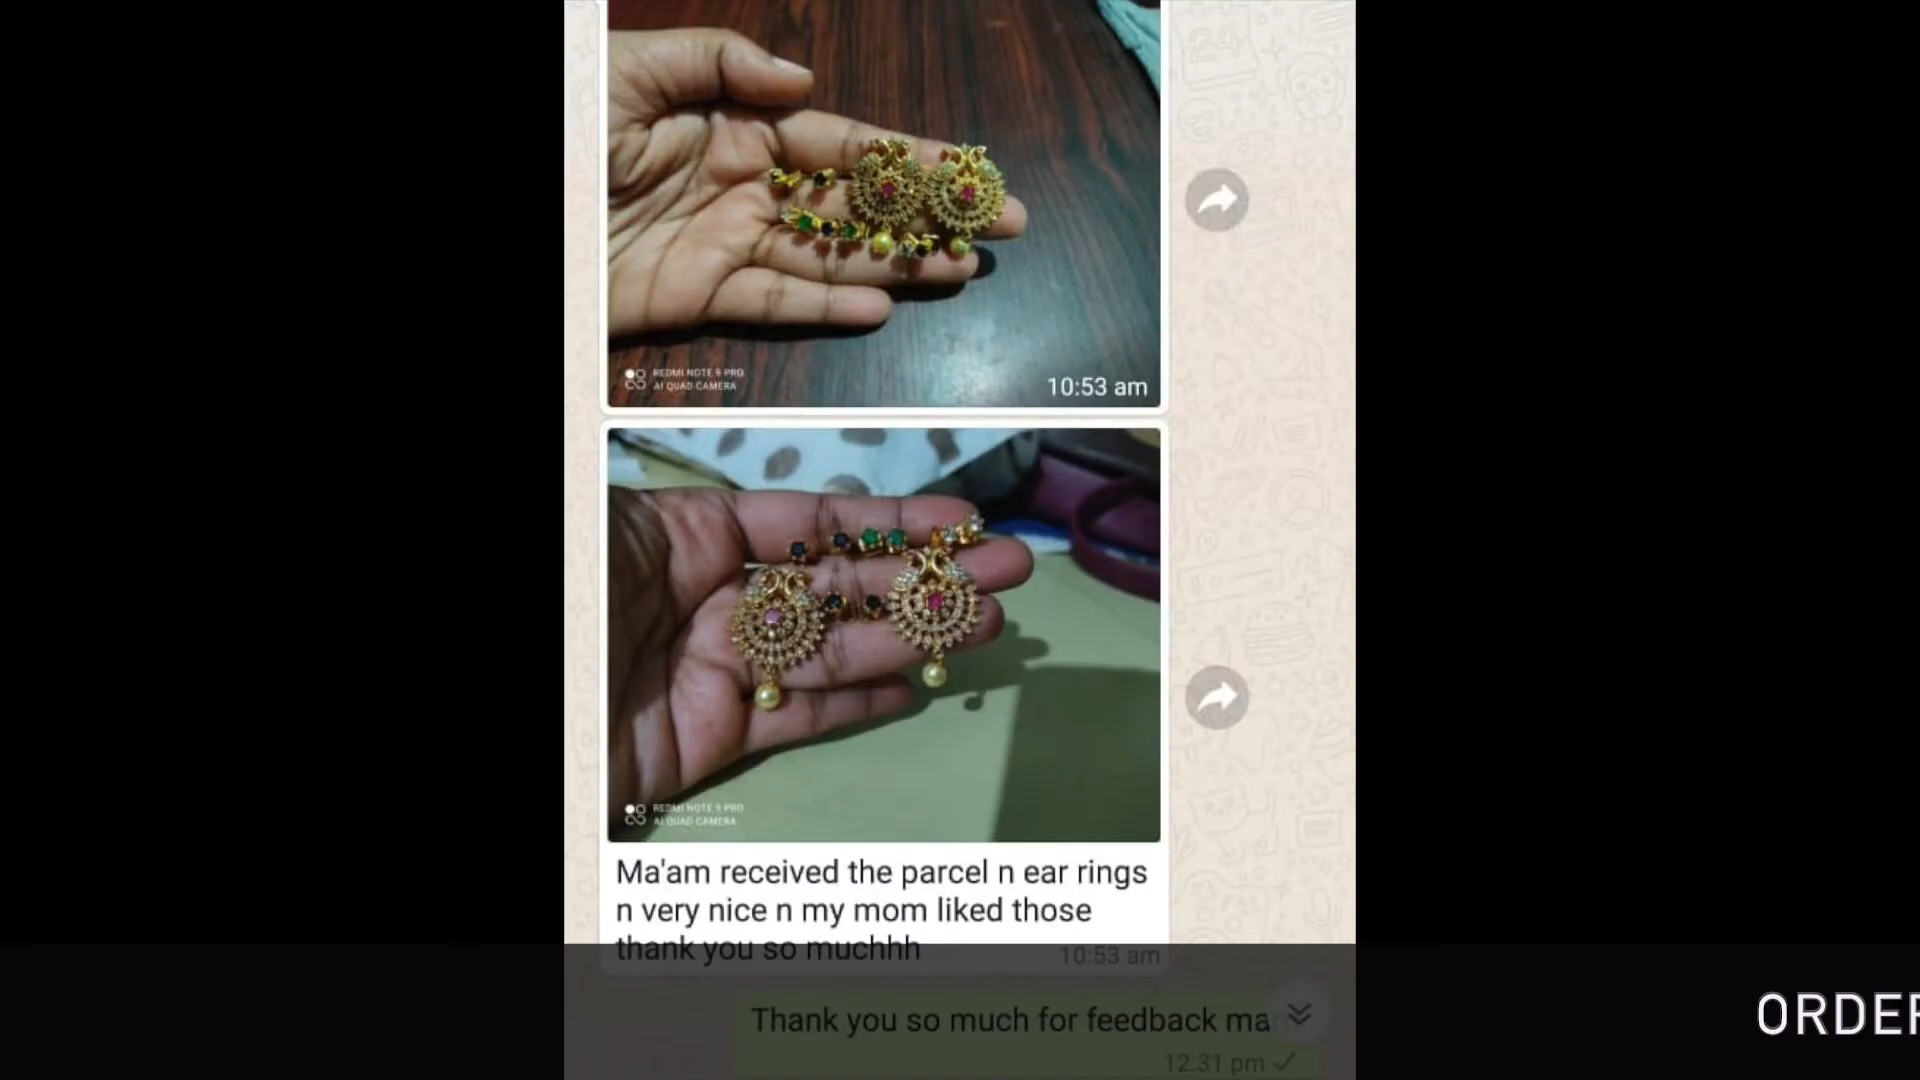 REDMI NOTE 9 PRO
AI QUAD CAMERA
10:53 am
REDMI NOTE 9 PRO
AI QUAD CAMERA
Ma'am received the parcel n ear rings
n very nice n my mom liked those
thank you so muchhh
10:53 am
Thank you so much for feedback
12:31 pm